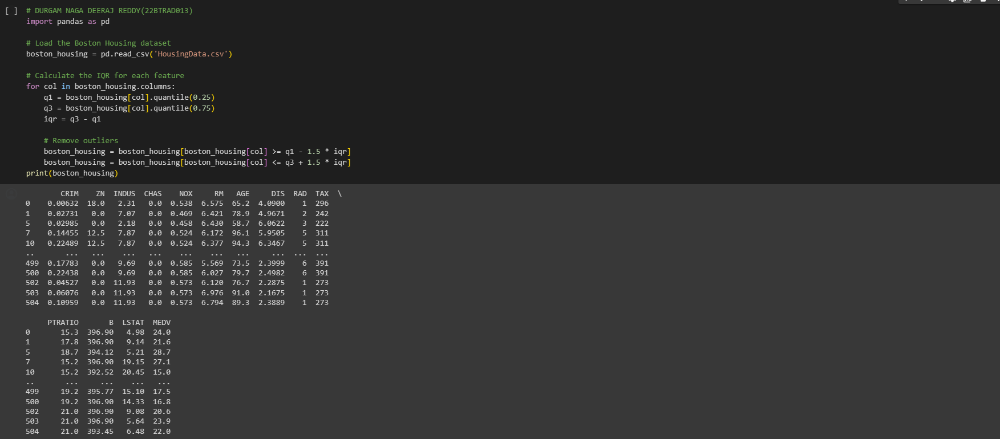 [ ] # DURGAM NAGA DEERAJ REDDY(22BTRAD013)
import pandas as pd
# Load the Boston Housing dataset
boston_housing = pd.read_csv('HousingData.csv')
# Calculate the IQR for each feature
for col in boston_housing.columns:
    q1 = boston_housing[col].quantile(0.25)
    q3 = boston_housing[col].quantile(0.75)
    iqr = q3 - q1
    # Remove outliers
    boston_housing = boston_housing[boston_housing[col] >= q1 - 1.5 * iqr]
    boston_housing = boston_housing[boston_housing[col] <= q3 + 1.5 * iqr]
print(boston_housing)
CRIM ZN INDUS CHAS NOX RM AGE DIS RAD TAX \
0 0.00632 18.0 2.31 0.0 0.538 6.575 65.2 4.0900 1 296
1 0.02731 0.0 7.07 0.0 0.469 6.421 78.9 4.9671 2 242
5 0.02985 0.0 2.18 0.0 0.458 6.430 58.7 6.0622 3 222
7 0.14455 12.5 7.87 0.0 0.524 6.172 96.1 5.9505 5 311
10 0.22489 12.5 7.87 0.0 0.524 6.377 94.3 6.3467 5 311
.. ... ... ... ... ... ... ... ... ... ...
499 0.17783 0.0 9.69 0.0 0.585 5.569 73.5 2.3999 6 391
500 0.22438 0.0 9.69 0.0 0.585 6.027 79.7 2.4982 6 391
502 0.04527 0.0 11.93 0.0 0.573 6.120 76.7 2.2875 1 273
503 0.06076 0.0 11.93 0.0 0.573 6.976 91.0 2.1675 1 273
504 0.10959 0.0 11.93 0.0 0.573 6.794 89.3 2.3889 1 273
PTRATIO B LSTAT MEDV
0 15.3 396.90 4.98 24.0
1 17.8 396.90 9.14 21.6
5 18.7 394.12 5.21 28.7
7 15.2 396.90 19.15 27.1
10 15.2 392.52 20.45 15.0
.. ... ... ... ...
499 19.2 395.77 15.10 17.5
500 19.2 396.90 14.33 16.8
502 21.0 396.90 9.08 20.6
503 21.0 396.90 5.64 23.9
504 21.0 393.45 6.48 22.0